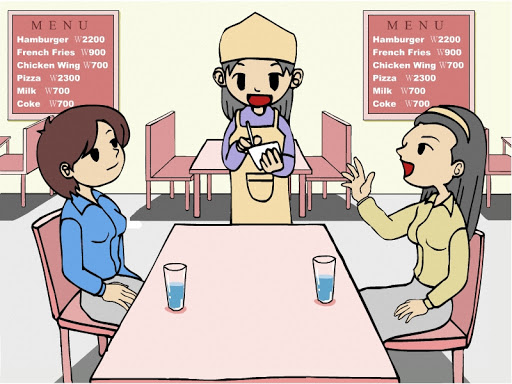 MENU
Hamburger ₩2200
French Fries ₩900
Chicken Wing ₩700
Pizza ₩2300
Milk ₩700
Coke ₩700
MENU
Hamburger ₩2200
French Fries ₩900
Chicken Wing ₩700
Pizza ₩2300
Milk ₩700
Coke ₩700